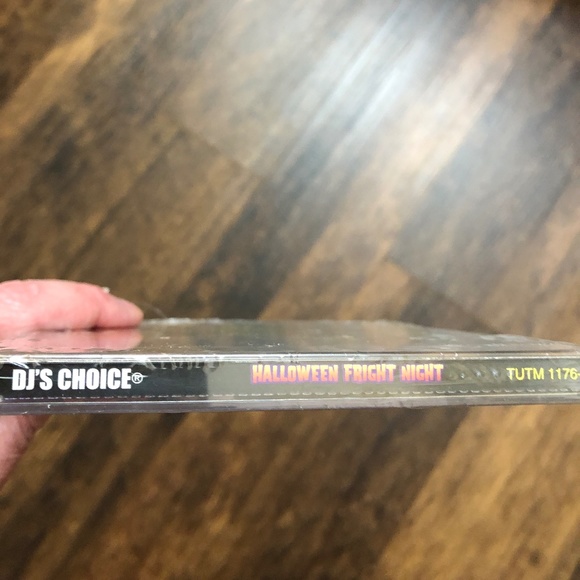 DJ'S CHOICE® HALLOWEEN FRIGHT NIGHT TUTM 1176-